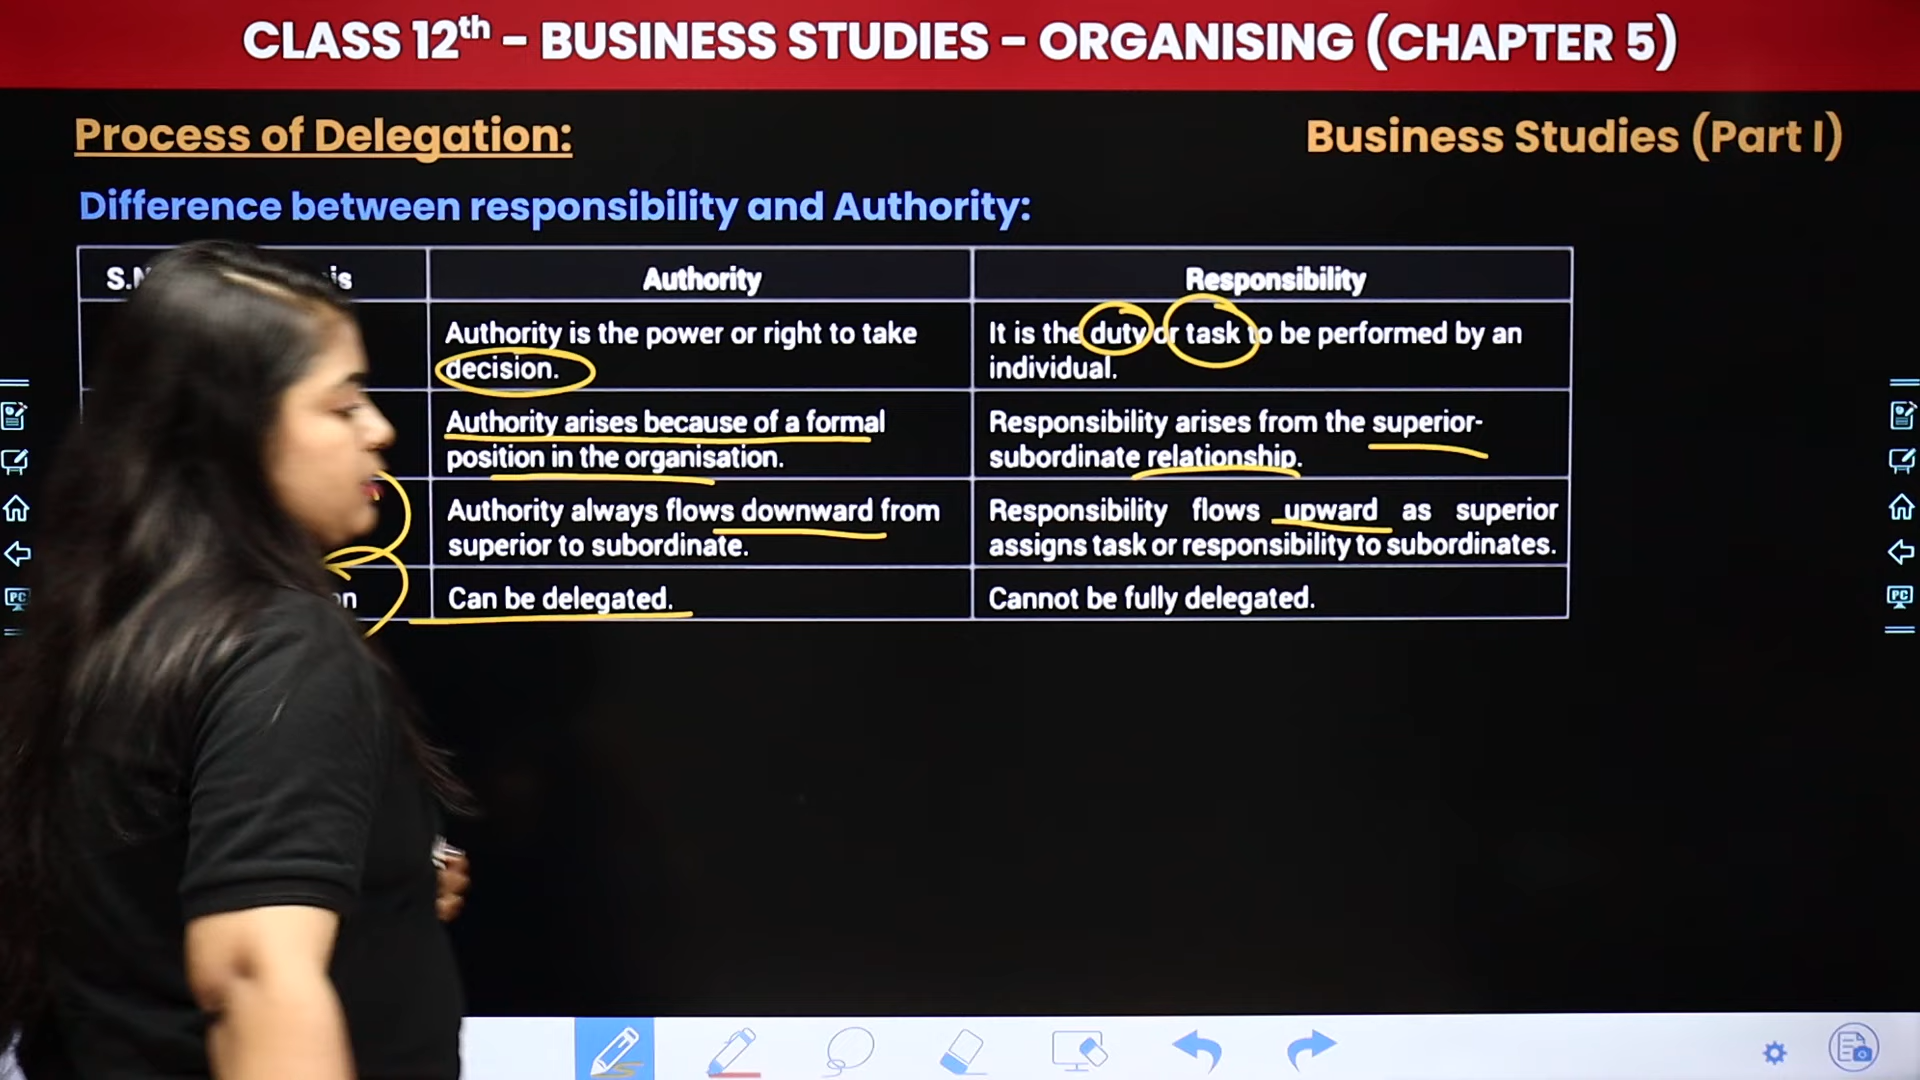 CLASS 12th – BUSINESS STUDIES – ORGANISING (CHAPTER 5)
Process of Delegation:
Business Studies (Part I)
Difference between responsibility and Authority:
Authority
Responsibility
Authority is the power or right to take
decision.
It is the duty or task to be performed by an
individual.
Authority arises because of a formal
position in the organisation.
Responsibility arises from the superior-
subordinate relationship.
Authority always flows downward from
superior to subordinate.
Responsibility flows upward as superior
assigns task or responsibility to subordinates.
Can be delegated.
Cannot be fully delegated.
PC
PC